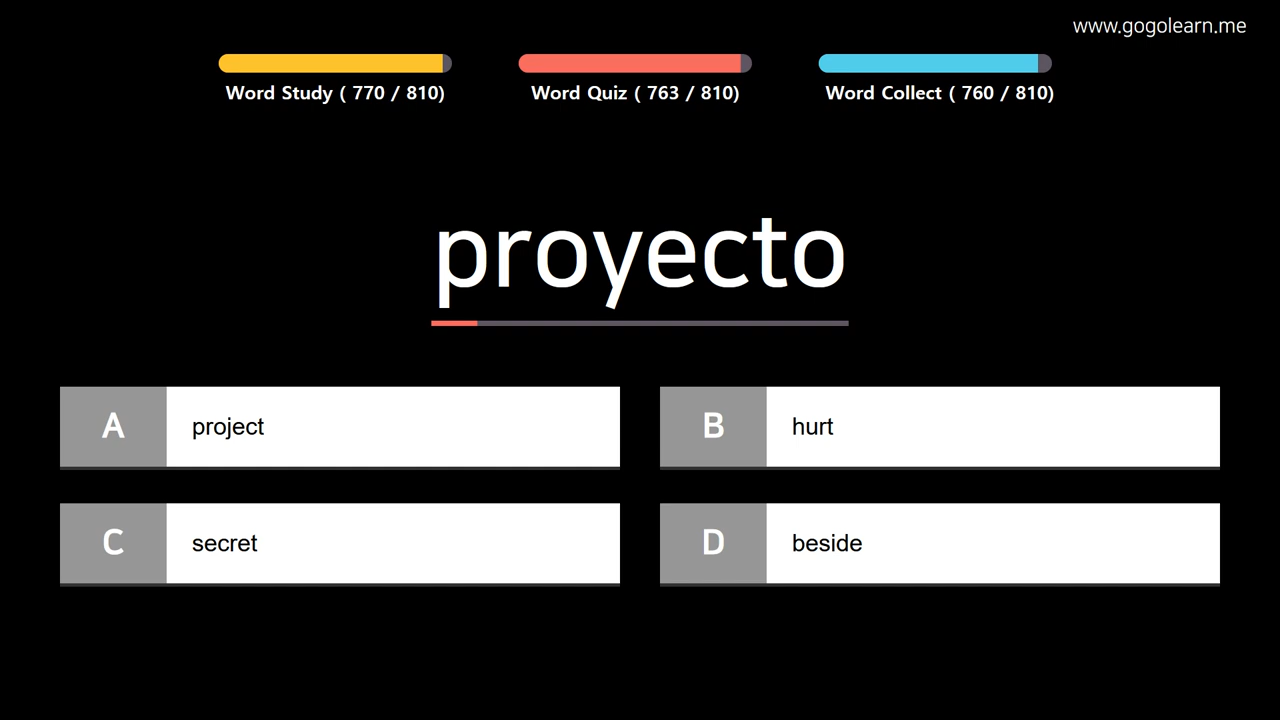 www.gogolearn.me
Word Study ( 770 / 810)
Word Quiz ( 763 / 810)
Word Collect ( 760 / 810)
proyecto
A project
B hurt
C secret
D beside